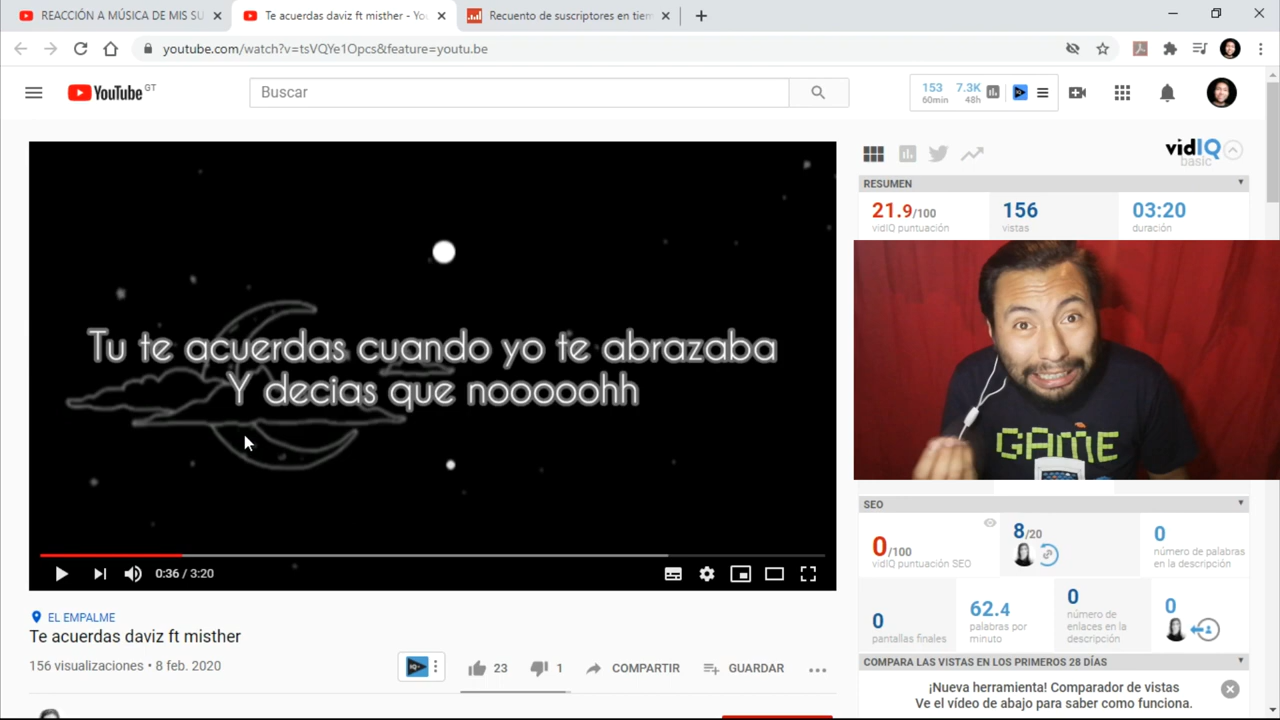 REACCIÓN A MÚSICA DE MIS SU
Te acuerdas daviz ft misther - Yo
Recuento de suscriptores en tiem
youtube.com/watch?v=tsVQYe1Opcs&feature=youtu.be
YouTube GT
Buscar
153 7.3K
60min 48h
vidIQ
basic
RESUMEN
21.9/100 156 03:20
vidIQ puntuación vistas duración
Tu te acuerdas cuando yo te abrazaba
Y decias que nooooohh
GAME
0:36 / 3:20
SEO
0/100
vidIQ puntuación SEO
8/20
0
número de palabras
en la descripción
0
pantallas finales
62.4
palabras por
minuto
0
número de
enlaces en la
descripción
0
COMPARA LAS VISTAS EN LOS PRIMEROS 28 DÍAS
¡Nueva herramienta! Comparador de vistas
Ve el vídeo de abajo para saber como funciona.
EL EMPALME
Te acuerdas daviz ft misther
156 visualizaciones • 8 feb. 2020
23 1 COMPARTIR GUARDAR